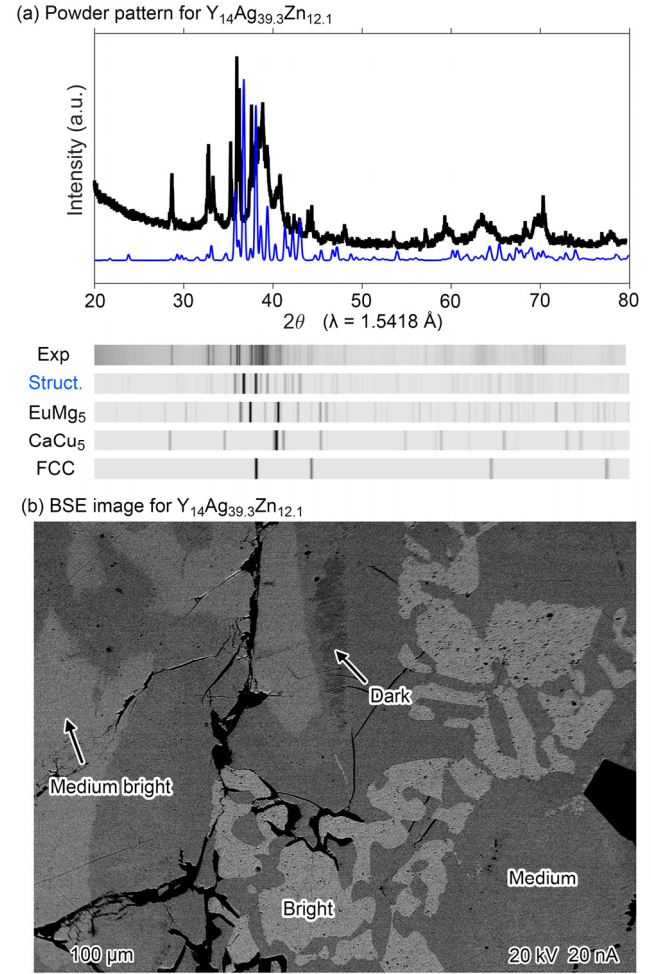 (a) Powder pattern for Y14Ag39.3Zn12.1
Intensity (a.u.)
20 30 40 50 60 70 80
2θ (λ = 1.5418 Å)
Exp
Struct.
EuMg5
CaCu5
FCC
(b) BSE image for Y14Ag39.3Zn12.1
Dark
Medium bright
Medium
Bright
100 μm
20 kV 20 nA